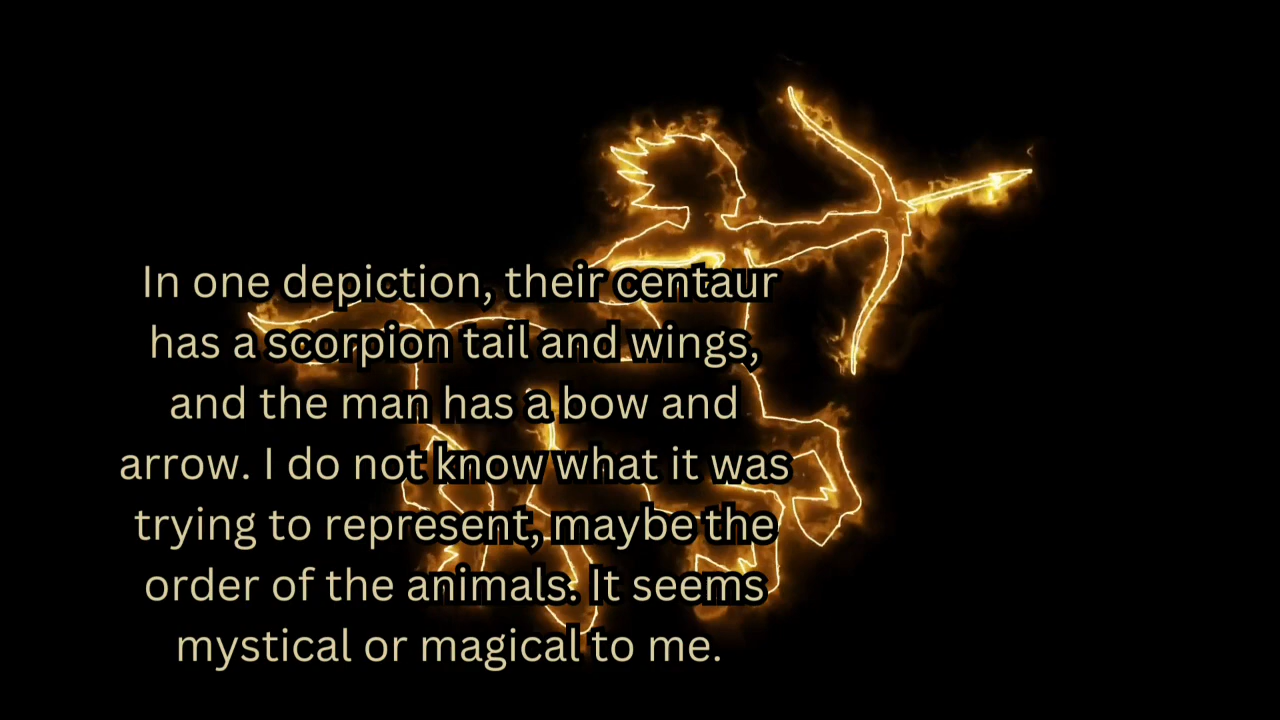 In one depiction, their centaur
has a scorpion tail and wings,
and the man has a bow and
arrow. I do not know what it was
trying to represent, maybe the
order of the animals. It seems
mystical or magical to me.